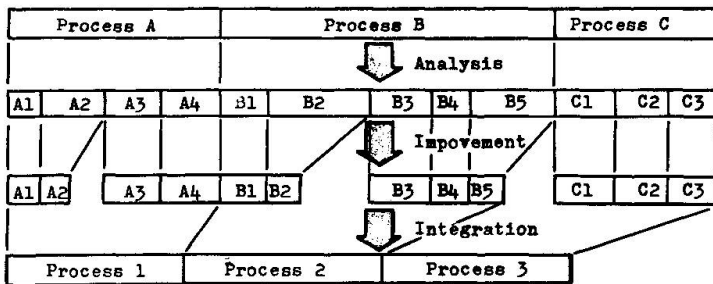 Process A Process B Process C
Analysis
A1 A2 A3 A4 B1 B2 B3 B4 B5 C1 C2 C3
Impovement
A1 A2 A3 A4 B1 B2 B3 B4 B5 C1 C2 C3
Integration
Process 1 Process 2 Process 3